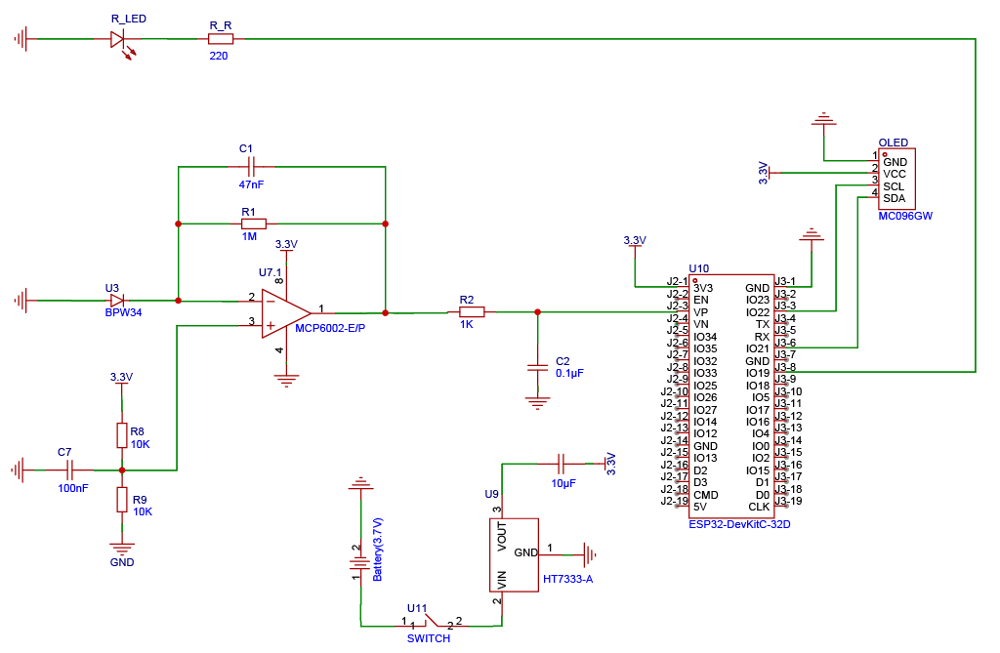 R_LED
R_R
220
C1
47nF
R1
1M
3.3V
U7.1
8
2
3
1
4
MCP6002-E/P
U3
BPW34
3.3V
R8
10K
C7
100nF
R9
10K
GND
R2
1K
C2
0.1µF
3.3V
OLED
1 GND
2 VCC
3 SCL
4 SDA
MC096GW
3.3V
U10
J2-1 3V3 GND J3-1
J2-2 EN IO23 J3-2
J2-3 VP IO22 J3-3
J2-4 VN TX J3-4
J2-5 IO34 RX J3-5
J2-6 IO35 IO21 J3-6
J2-7 IO32 GND J3-7
J2-8 IO33 IO19 J3-8
J2-9 IO25 IO18 J3-9
J2-10 IO26 IO5 J3-10
J2-11 IO27 IO17 J3-11
J2-12 IO14 IO16 J3-12
J2-13 IO12 IO4 J3-13
J2-14 GND IO0 J3-14
J2-15 IO13 IO2 J3-15
J2-16 D2 IO15 J3-16
J2-17 D3 D1 J3-17
J2-18 CMD D0 J3-18
J2-19 5V CLK J3-19
ESP32-DevKitC-32D
10µF
3.3V
U9
3
VOUT
GND
1
VIN
2
HT7333-A
2
1
Battery(3.7V)
U11
1 1 2 2
SWITCH